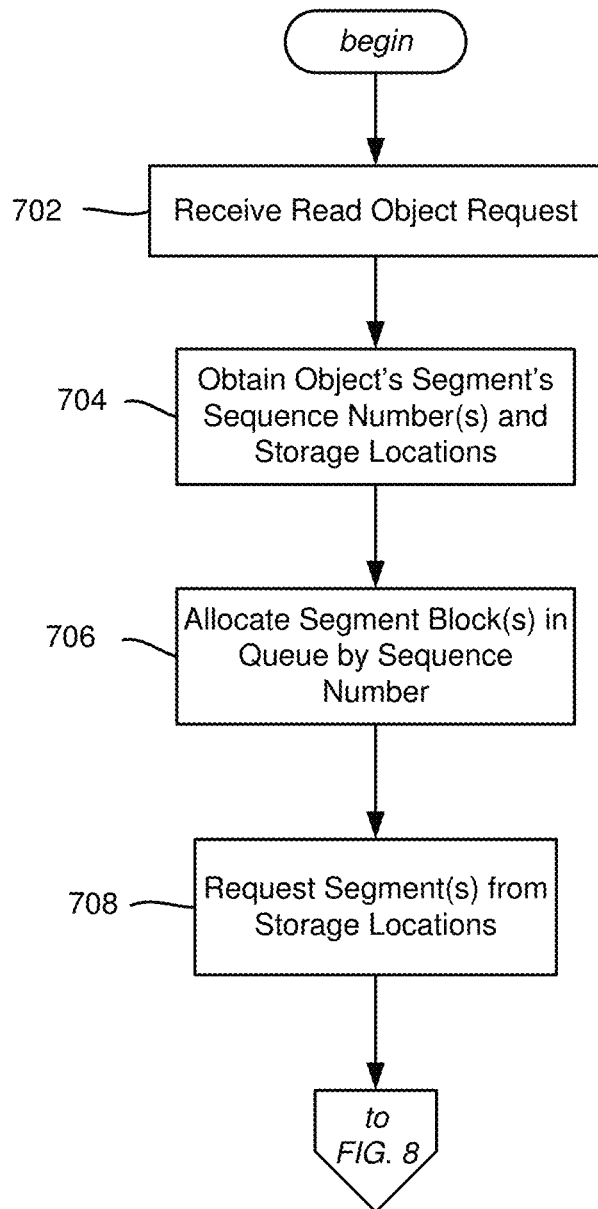 begin
702
Receive Read Object Request
704
Obtain Object's Segment's
Sequence Number(s) and
Storage Locations
706
Allocate Segment Block(s) in
Queue by Sequence
Number
708
Request Segment(s) from
Storage Locations
to
FIG. 8